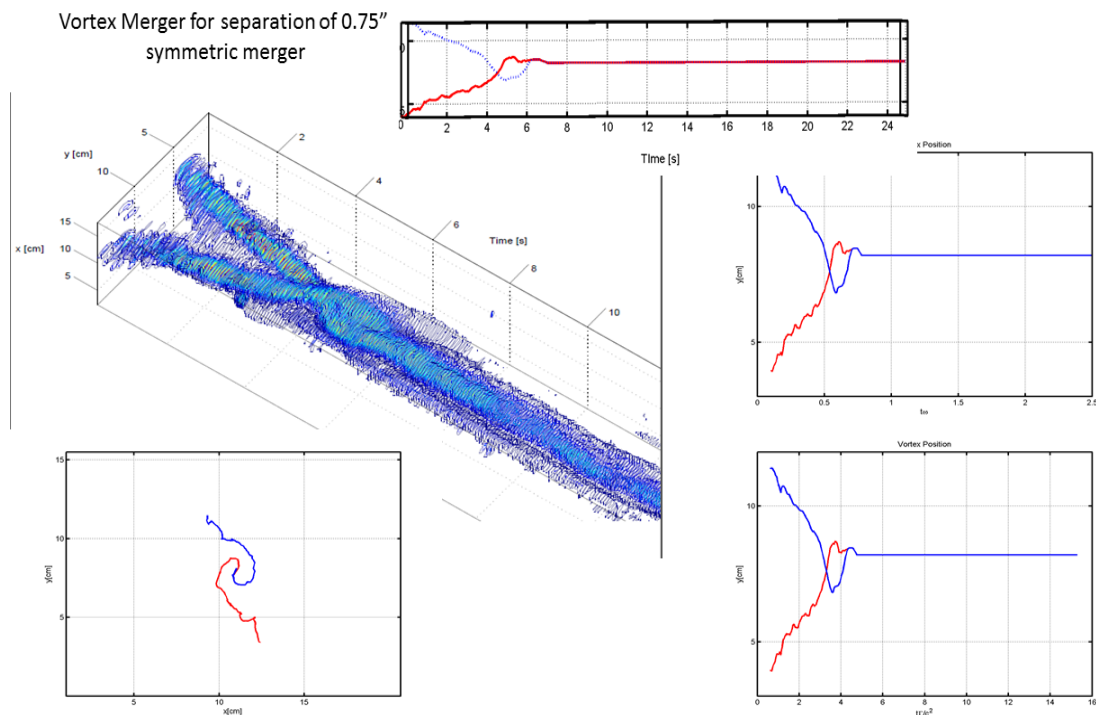 Vortex Merger for separation of 0.75”
symmetric merger
0
0 2 4 6 8 10 12 14 16 18 20 22 24
TIme [s]
y [cm]
5
10
15
x [cm] 10
5
2
4
6
Time [s]
8
10
x Position
10
y[cm]
5
0 0.5 1 1.5 2 2.5
15
10
y[cm]
5
5 10 15 20
x[cm]
Vortex Position
10
y[cm]
5
0 2 4 6 8 10 12 14 16